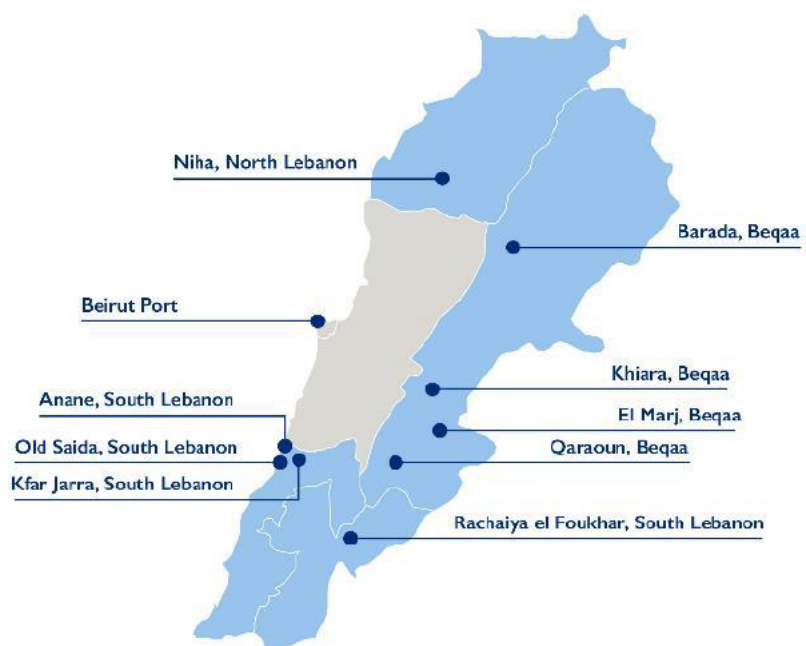 Niha, North Lebanon
Barada, Beqaa
Beirut Port
Khiara, Beqaa
Anane, South Lebanon
El Marj, Beqaa
Old Saida, South Lebanon
Qaraoun, Beqaa
Kfar Jarra, South Lebanon
Rachaiya el Foukhar, South Lebanon